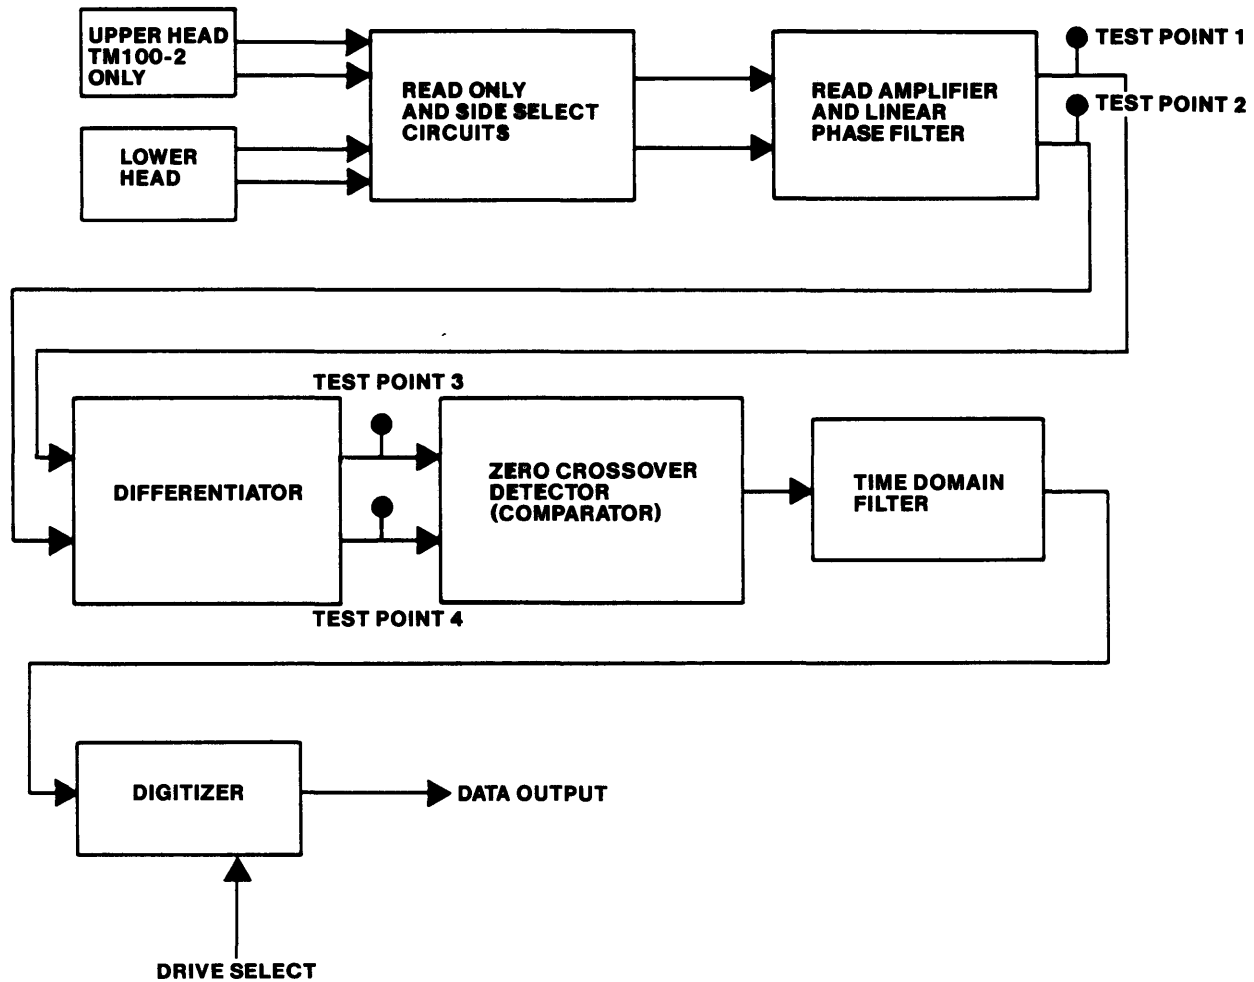 UPPER HEAD
TM100-2
ONLY
LOWER
HEAD
READ ONLY
AND SIDE SELECT
CIRCUITS
READ AMPLIFIER
AND LINEAR
PHASE FILTER
TEST POINT 1
TEST POINT 2
TEST POINT 3
DIFFERENTIATOR
TEST POINT 4
ZERO CROSSOVER
DETECTOR
(COMPARATOR)
TIME DOMAIN
FILTER
DIGITIZER
DATA OUTPUT
DRIVE SELECT